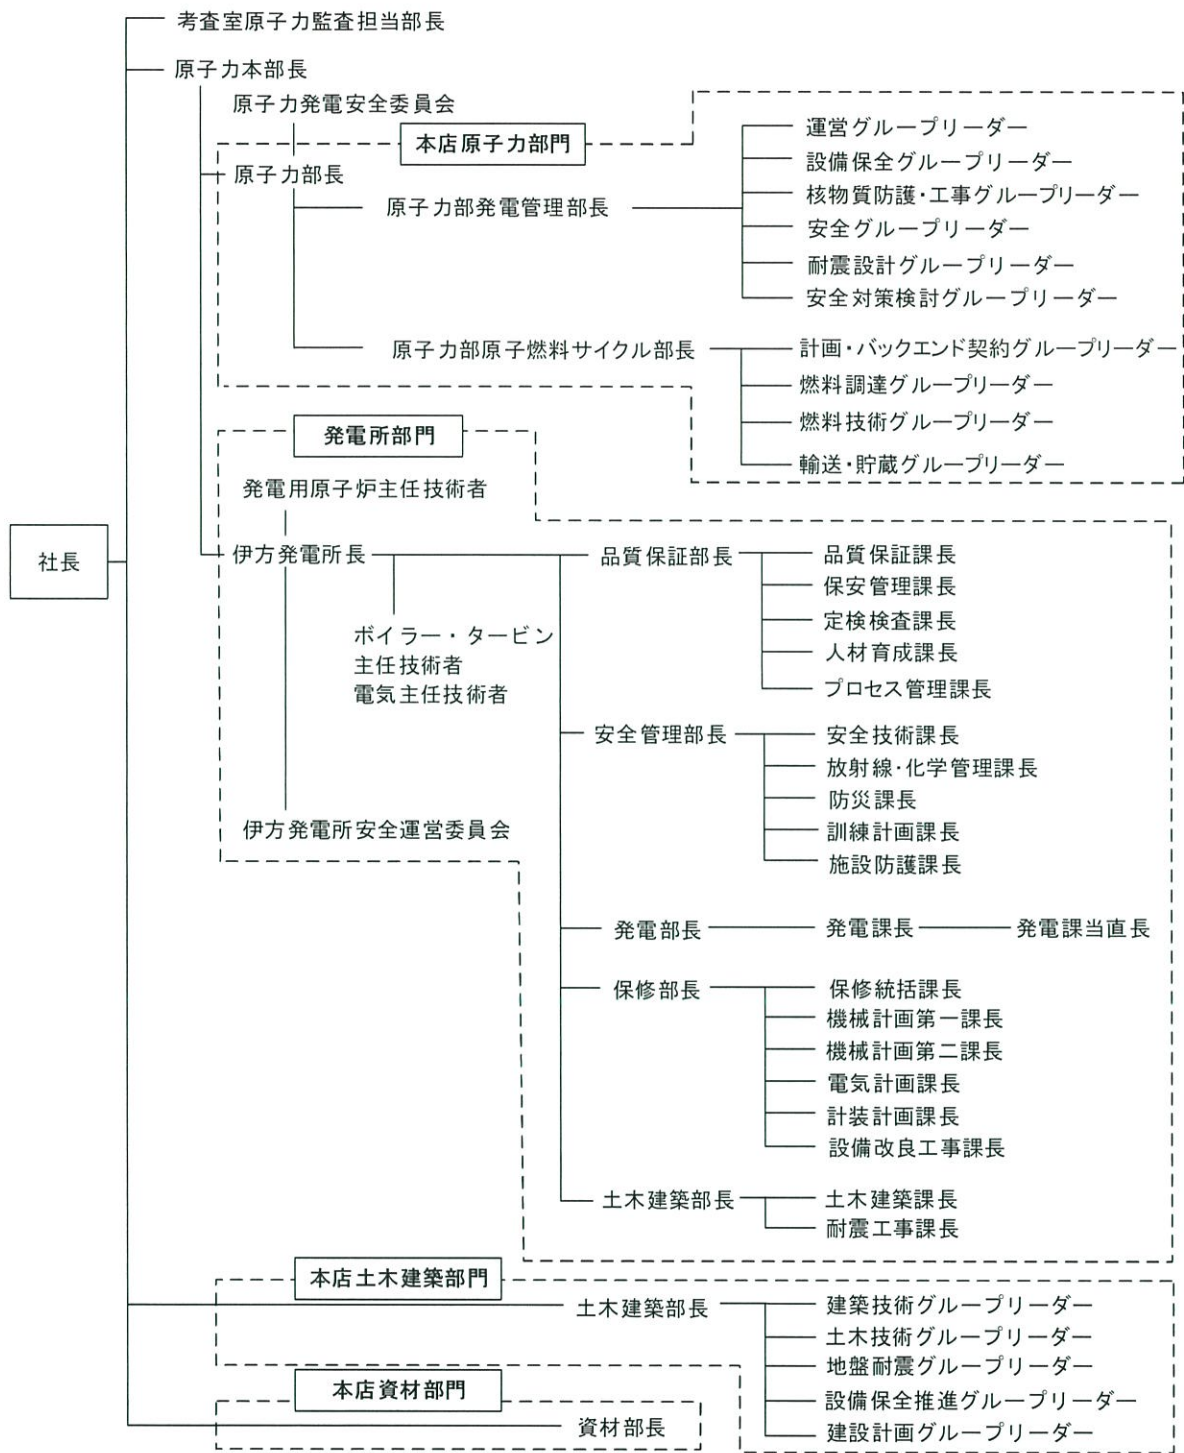 考査室原子力監査担当部長
原子力本部長
原子力発電安全委員会
本店原子力部門
原子力部長
原子力部発電管理部長
運営グループリーダー
設備保全グループリーダー
核物質防護・工事グループリーダー
安全グループリーダー
耐震設計グループリーダー
安全対策検討グループリーダー
原子力部原子燃料サイクル部長
計画・バックエンド契約グループリーダー
燃料調達グループリーダー
燃料技術グループリーダー
輸送・貯蔵グループリーダー
発電所部門
発電用原子炉主任技術者
社長
伊方発電所長
ボイラー・タービン
主任技術者
電気主任技術者
伊方発電所安全運営委員会
品質保証部長
品質保証課長
保安管理課長
定検検査課長
人材育成課長
プロセス管理課長
安全管理部長
安全技術課長
放射線・化学管理課長
防災課長
訓練計画課長
施設防護課長
発電部長
発電課長
発電課当直長
保修部長
保修統括課長
機械計画第一課長
機械計画第二課長
電気計画課長
計装計画課長
設備改良工事課長
土木建築部長
土木建築課長
耐震工事課長
本店土木建築部門
土木建築部長
建築技術グループリーダー
土木技術グループリーダー
地盤耐震グループリーダー
設備保全推進グループリーダー
建設計画グループリーダー
本店資材部門
資材部長